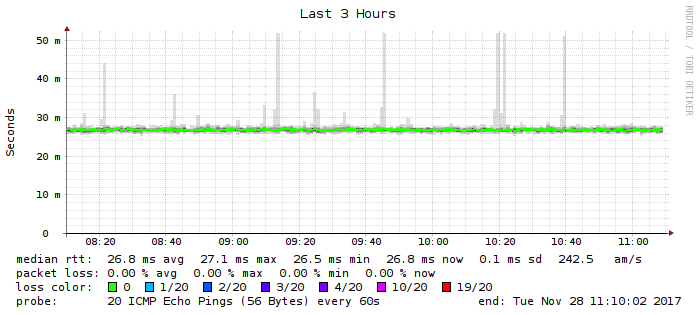 Last 3 Hours
RRDTOOL / TOBI OETIKER
Seconds
50 m
40 m
30 m
20 m
10 m
0
08:20 08:40 09:00 09:20 09:40 10:00 10:20 10:40 11:00
median rtt: 26.8 ms avg 27.1 ms max 26.5 ms min 26.8 ms now 0.1 ms sd 242.5 am/s
packet loss: 0.00 % avg 0.00 % max 0.00 % min 0.00 % now
loss color: 0 1/20 2/20 3/20 4/20 10/20 19/20
probe: 20 ICMP Echo Pings (56 Bytes) every 60s end: Tue Nov 28 11:10:02 2017